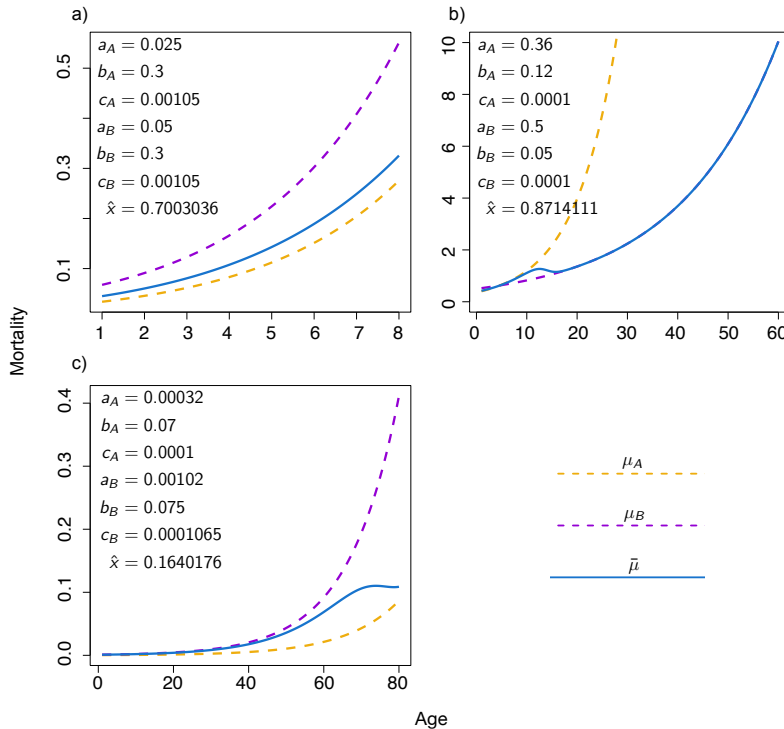 a)
a_A = 0.025
b_A = 0.3
c_A = 0.00105
a_B = 0.05
b_B = 0.3
c_B = 0.00105
x̂ = 0.7003036
0.5
0.3
0.1
1 2 3 4 5 6 7 8
b)
a_A = 0.36
b_A = 0.12
c_A = 0.0001
a_B = 0.5
b_B = 0.05
c_B = 0.0001
x̂ = 0.8714111
10
8
6
4
2
0
0 10 20 30 40 50 60
Mortality
c)
a_A = 0.00032
b_A = 0.07
c_A = 0.0001
a_B = 0.00102
b_B = 0.075
c_B = 0.0001065
x̂ = 0.1640176
0.4
0.3
0.2
0.1
0.0
0 20 40 60 80
μ_A
μ_B
μ̄
Age